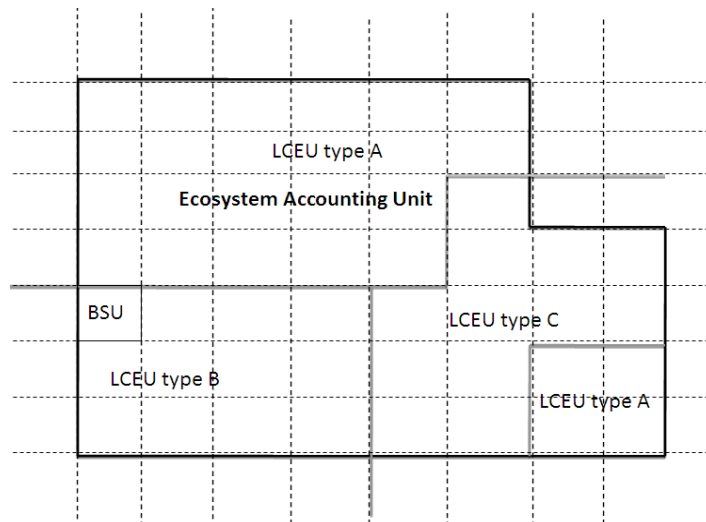 LCEU type A
Ecosystem Accounting Unit
BSU
LCEU type C
LCEU type B
LCEU type A